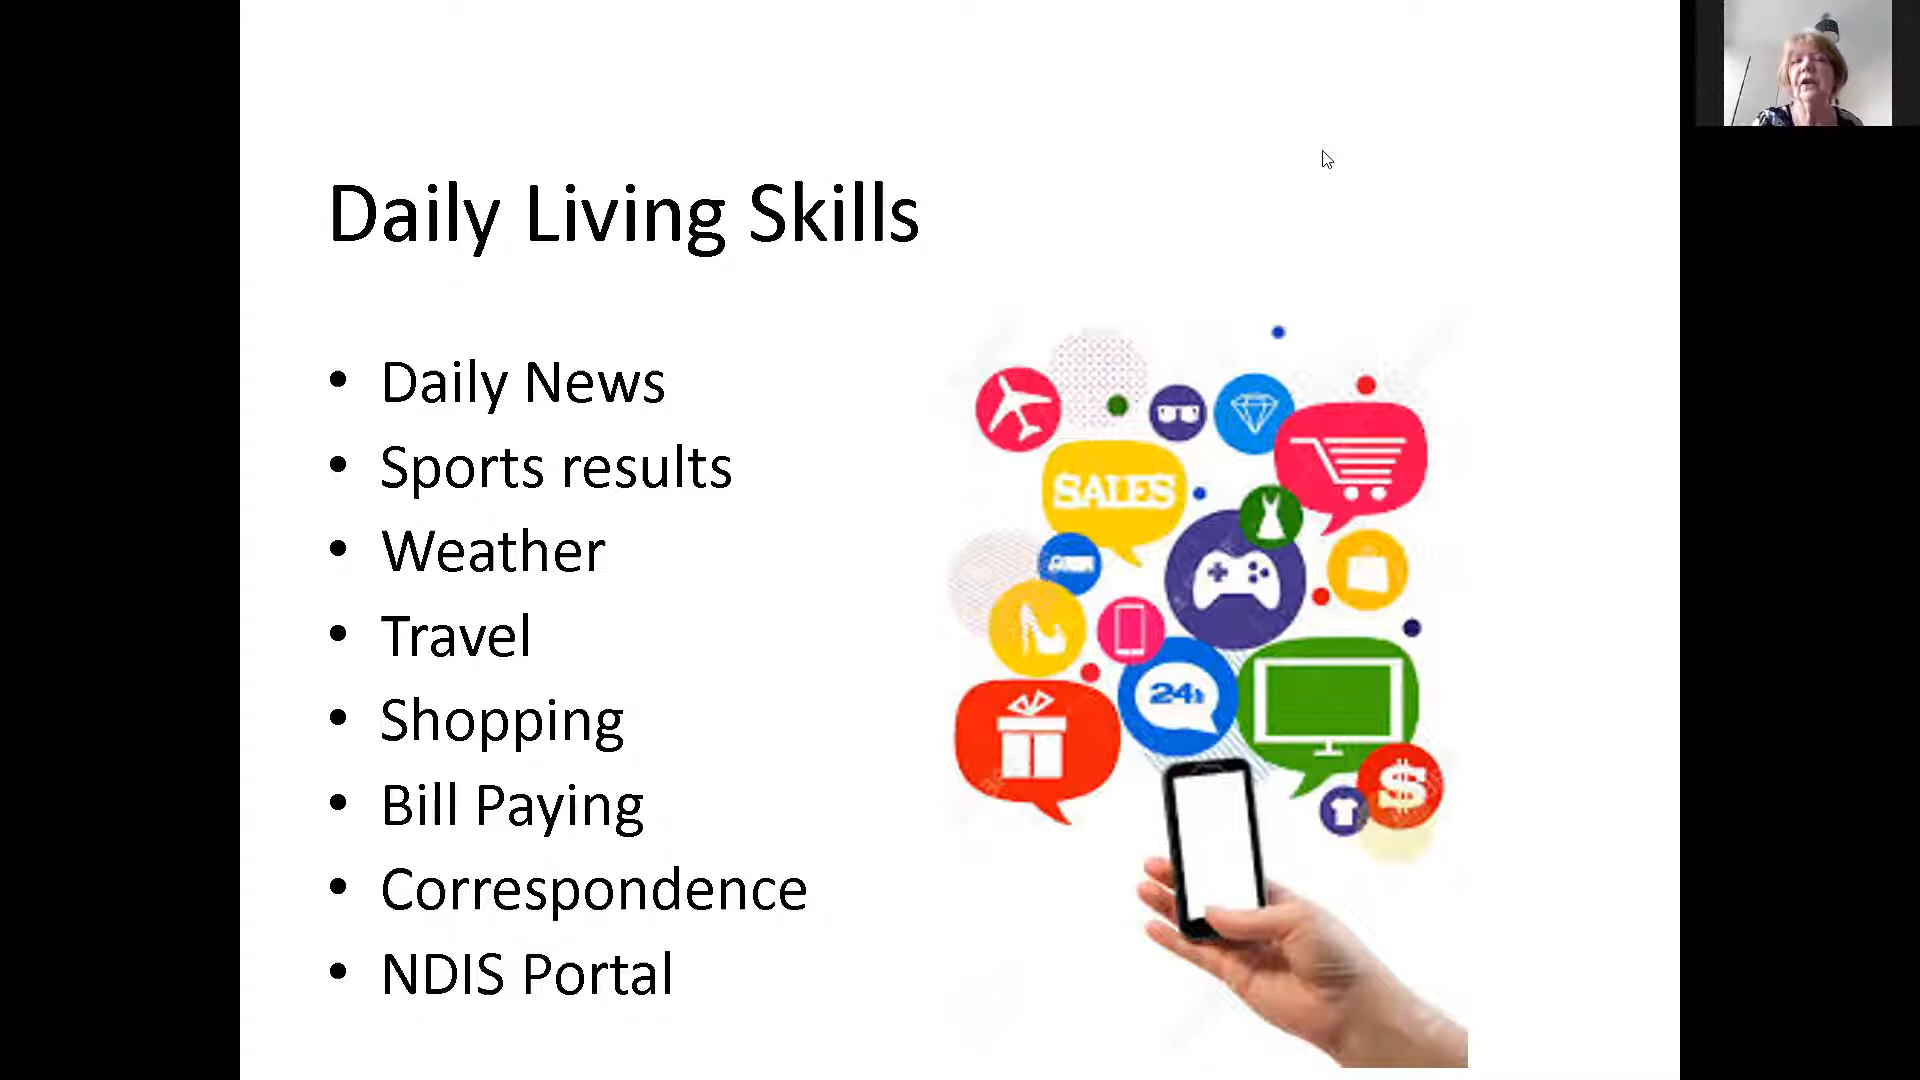 Daily Living Skills
• Daily News
• Sports results
• Weather
• Travel
• Shopping
• Bill Paying
• Correspondence
• NDIS Portal
SALES
24h
$